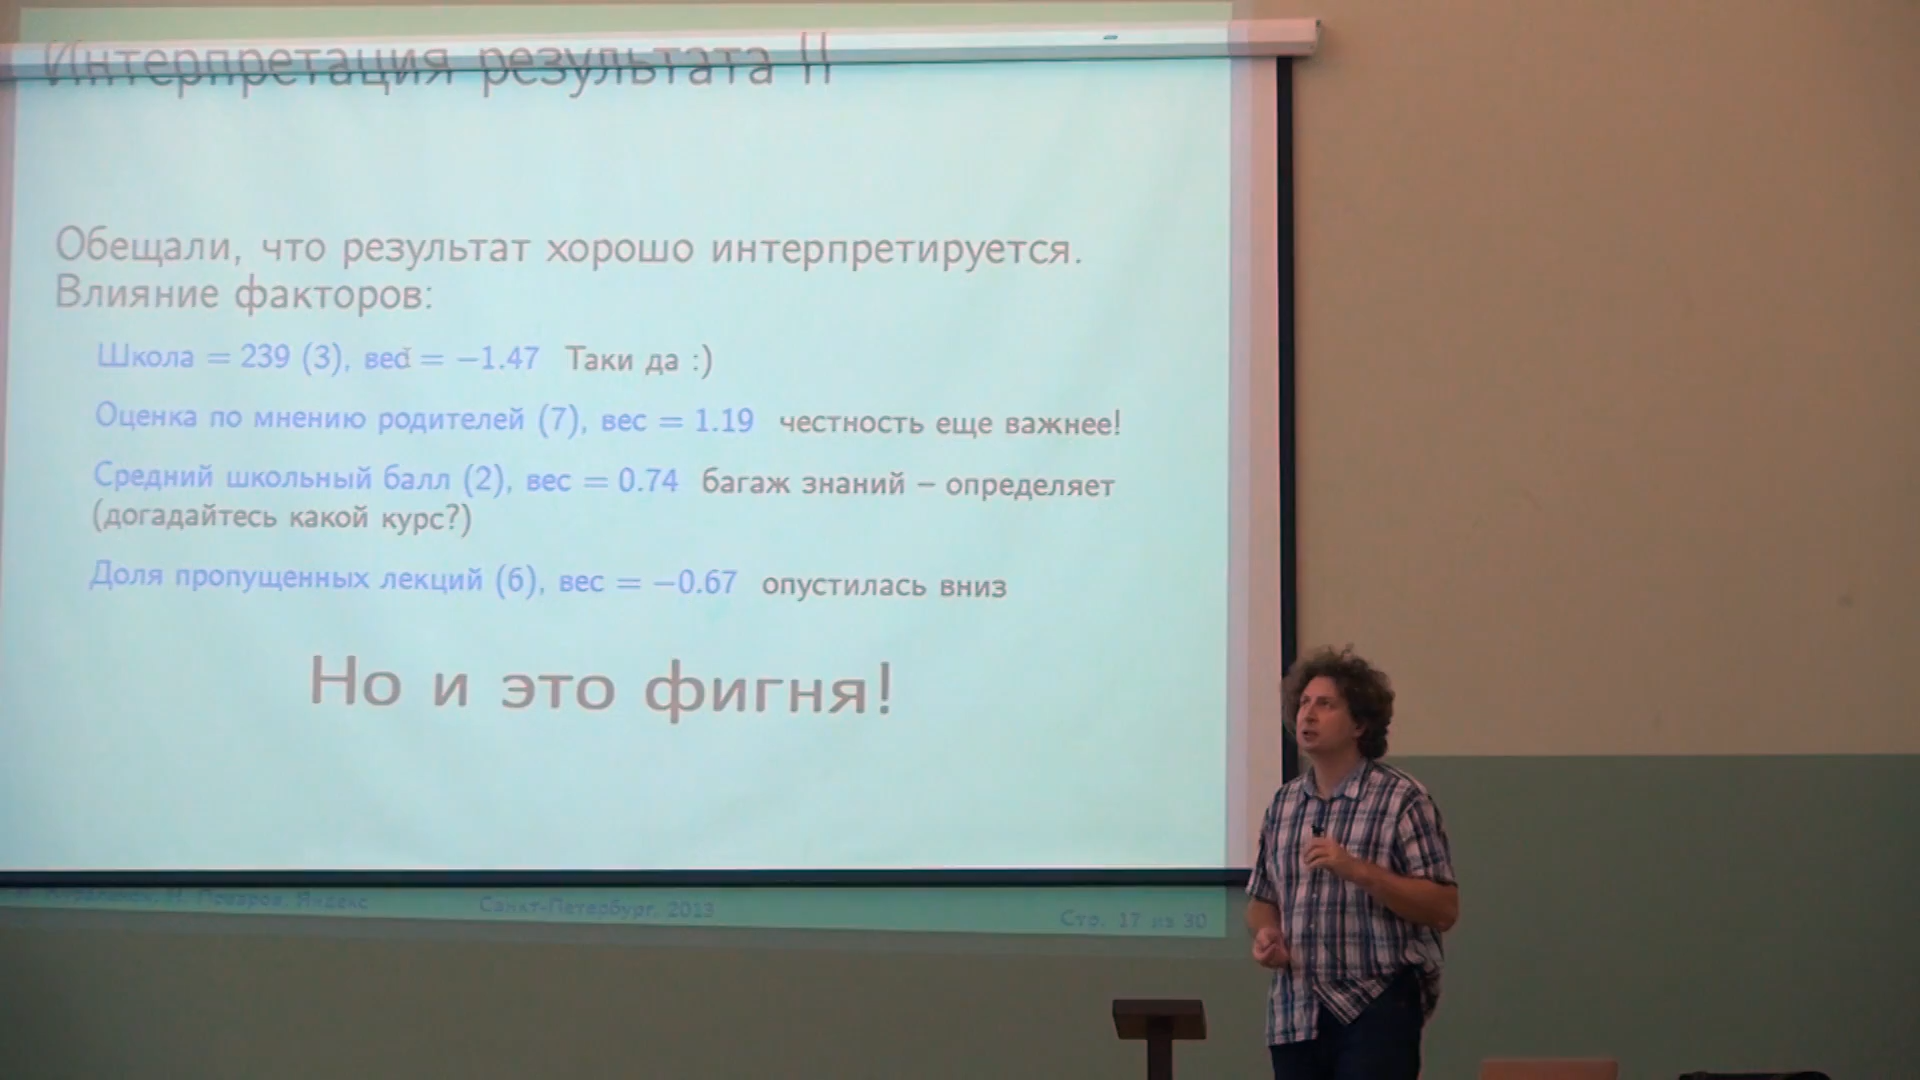 Интерпретация результата II
Обещали, что результат хорошо интерпретируется.
Влияние факторов:
Школа = 239 (3), вес = −1.47 Таки да :)
Оценка по мнению родителей (7), вес = 1.19 честность еще важнее!
Средний школьный балл (2), вес = 0.74 багаж знаний – определяет
(догадайтесь какой курс?)
Доля пропущенных лекций (6), вес = −0.67 опустилась вниз
Но и это фигня!
Яндекс Санкт-Петербург, 2013 Стр. 17 из 30